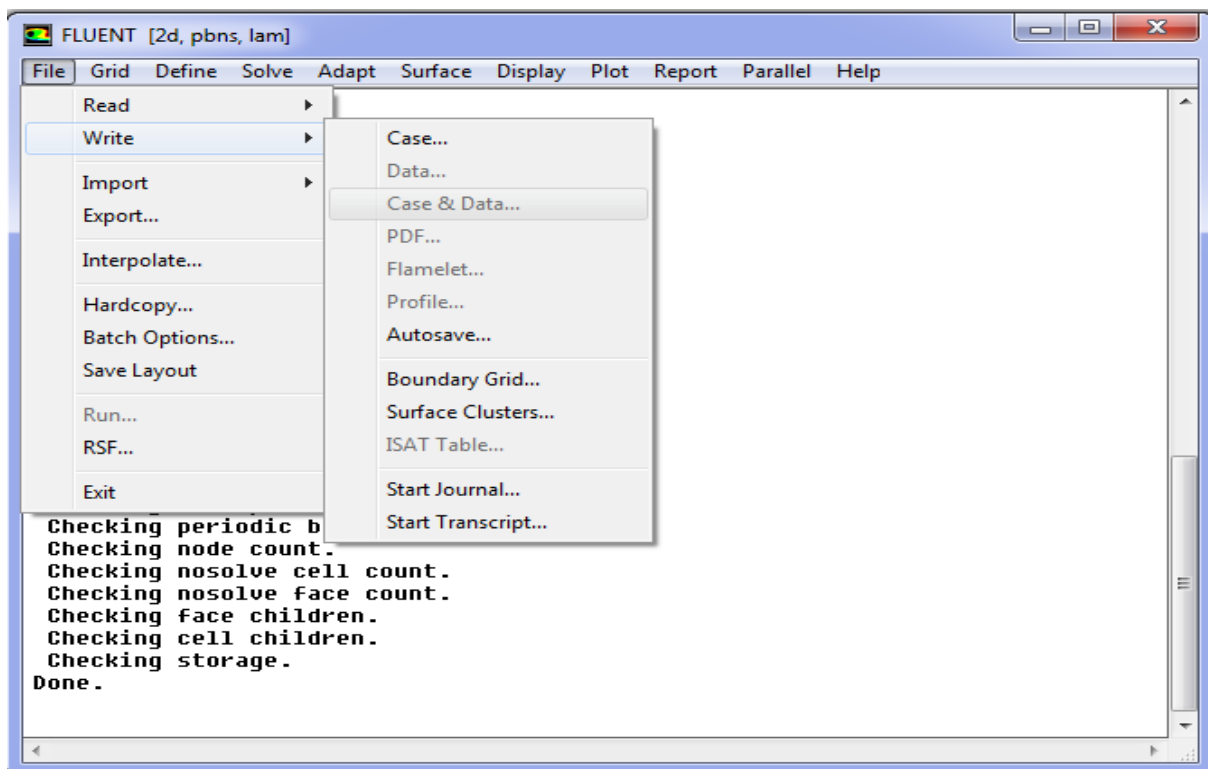 FLUENT [2d, pbns, lam]
File Grid Define Solve Adapt Surface Display Plot Report Parallel Help
Read
Write
Import
Export...
Interpolate...
Hardcopy...
Batch Options...
Save Layout
Run...
RSF...
Exit
Case...
Data...
Case & Data...
PDF...
Flamelet...
Profile...
Autosave...
Boundary Grid...
Surface Clusters...
ISAT Table...
Start Journal...
Start Transcript...
Checking periodic b
Checking node count.
Checking nosolve cell count.
Checking nosolve face count.
Checking face children.
Checking cell children.
Checking storage.
Done.